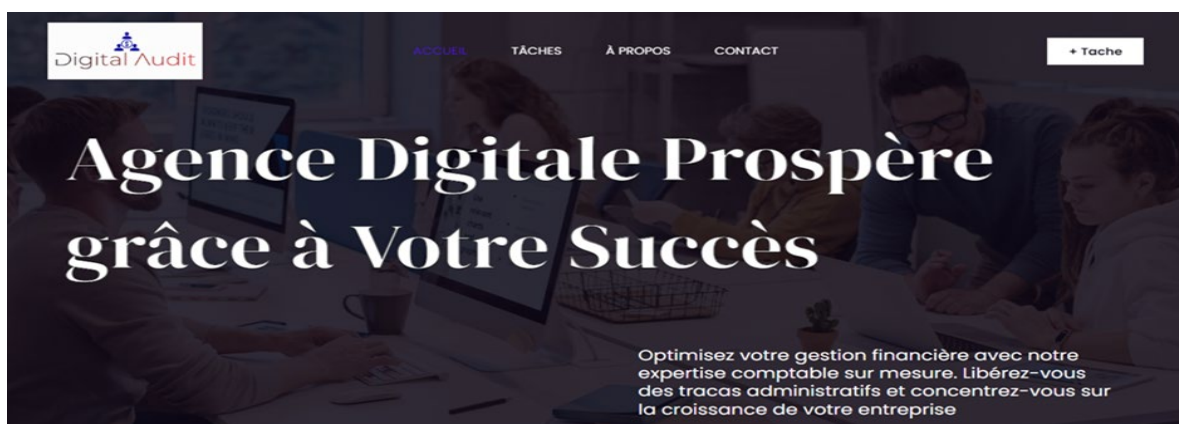 Digital Audit
ACCUEIL TÂCHES À PROPOS CONTACT
+ Tache
Agence Digitale Prospère
grâce à Votre Succès
Optimisez votre gestion financière avec notre
expertise comptable sur mesure. Libérez-vous
des tracas administratifs et concentrez-vous sur
la croissance de votre entreprise